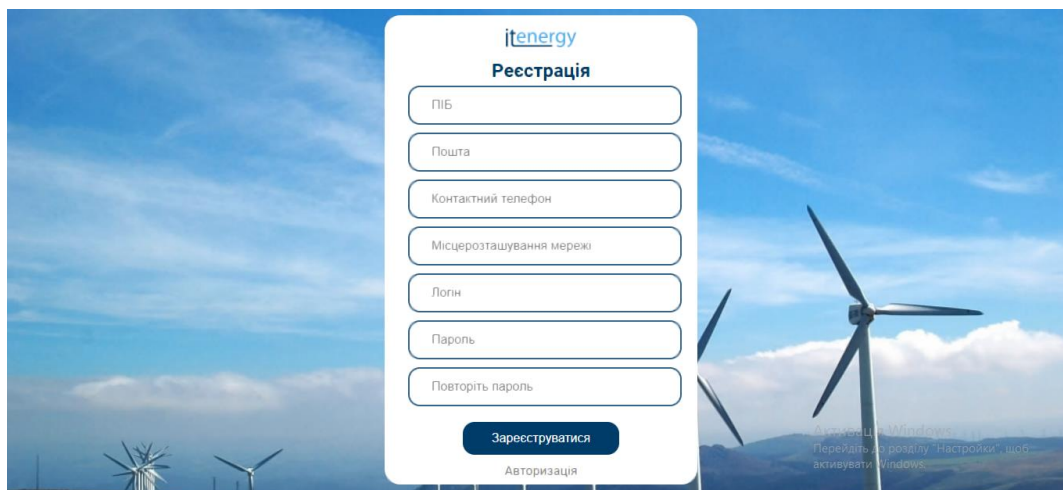 itenergy
Реєстрація
ПІБ
Пошта
Контактний телефон
Місцерозташування мережі
Логін
Пароль
Повторіть пароль
Зареєструватися
Авторизація
Активація Windows
Перейдіть до розділу "Настройки", щоб
активувати Windows.